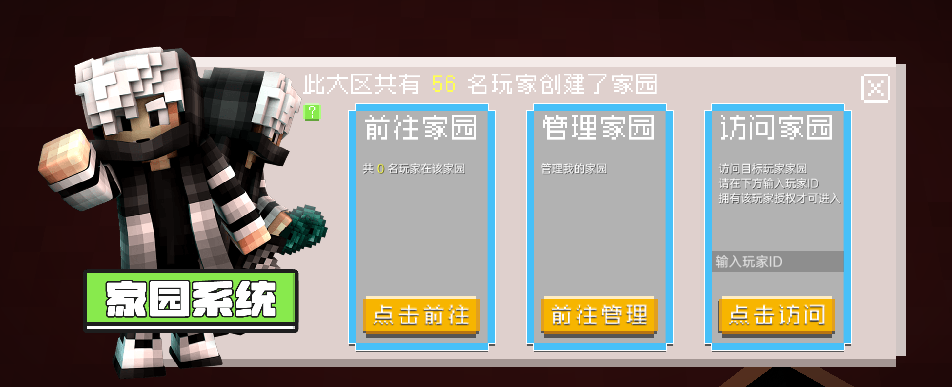 此大区共有 56 名玩家创建了家园
?
前往家园
共 0 名玩家在该家园
点击前往
管理家园
管理我的家园
前往管理
访问家园
访问目标玩家家园
请在下方输入玩家ID
拥有该玩家授权才可进入
输入玩家ID
点击访问
家园系统